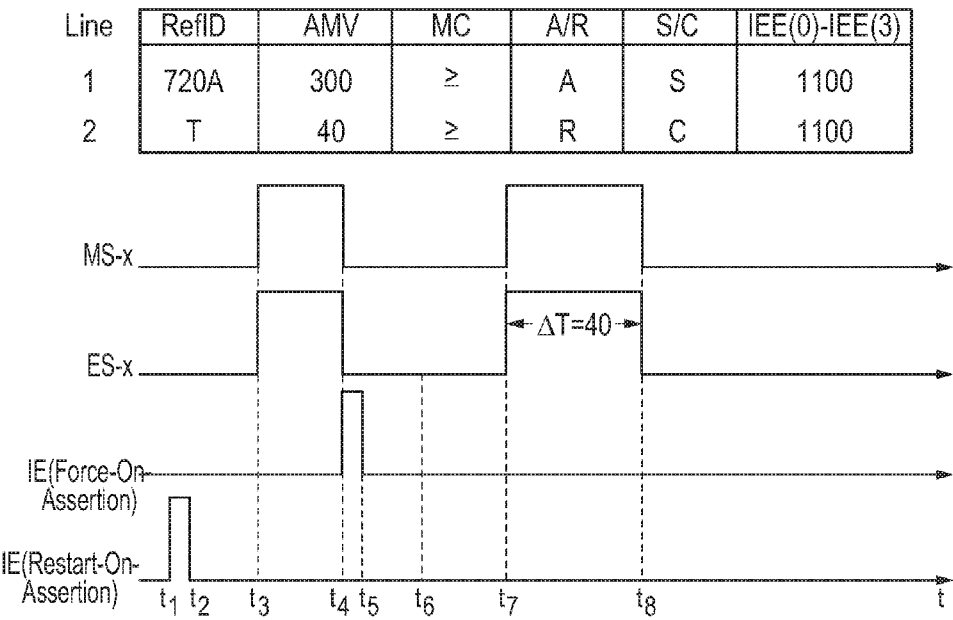 Line RefID AMV MC A/R S/C IEE(0)-IEE(3)
1 720A 300 ≥ A S 1100
2 T 40 ≥ R C 1100
MS-x
ES-x
ΔT=40
IE(Force-On-
Assertion)
IE(Restart-On-
Assertion)
t1 t2 t3 t4 t5 t6 t7 t8 t